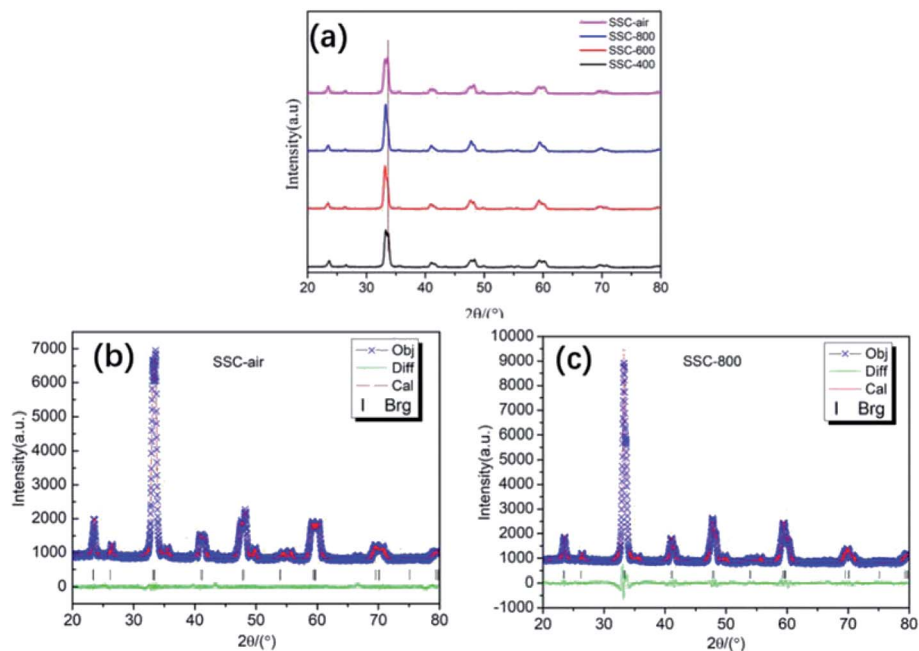 (a)
SSC-air
SSC-800
SSC-600
SSC-400
Intensity(a.u)
20 30 40 50 60 70 80
2θ/(°)
(b)
SSC-air
Obj
Diff
Cal
Brg
Intensity(a.u.)
7000
6000
5000
4000
3000
2000
1000
0
20 30 40 50 60 70 80
2θ/(°)
(c)
SSC-800
Obj
Diff
Cal
Brg
Intensity(a.u.)
10000
9000
8000
7000
6000
5000
4000
3000
2000
1000
0
-1000
20 30 40 50 60 70 80
2θ/(°)